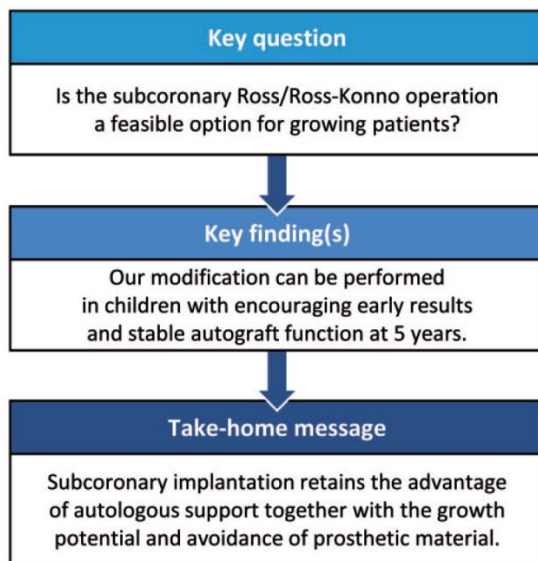 Key question
Is the subcoronary Ross/Ross-Konno operation
a feasible option for growing patients?
Key finding(s)
Our modification can be performed
in children with encouraging early results
and stable autograft function at 5 years.
Take-home message
Subcoronary implantation retains the advantage
of autologous support together with the growth
potential and avoidance of prosthetic material.